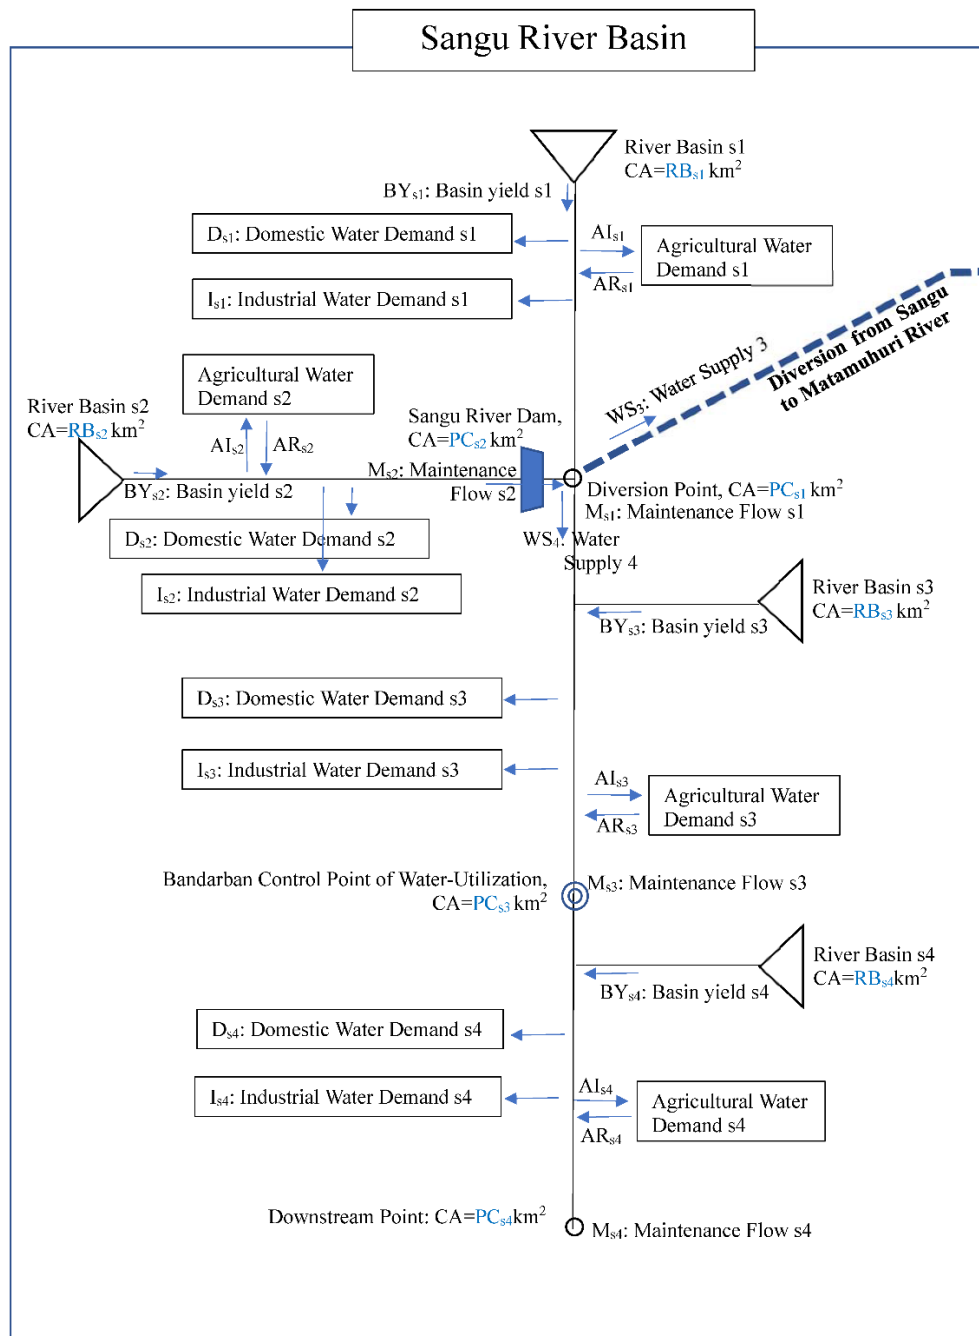 Sangu River Basin
River Basin s1
CA=RBs1 km²
BYs1: Basin yield s1
Ds1: Domestic Water Demand s1
AIs1
Agricultural Water
Demand s1
ARs1
Is1: Industrial Water Demand s1
WS3: Water Supply 3
Diversion from Sangu
to Matamuhuri River
Agricultural Water
Demand s2
River Basin s2
CA=RBs2 km²
AIs2
ARs2
Sangu River Dam,
CA=PCs2 km²
Ms2: Maintenance
Flow s2
BYs2: Basin yield s2
Diversion Point, CA=PCs1 km²
Ms1: Maintenance Flow s1
Ds2: Domestic Water Demand s2
WS4: Water
Supply 4
Is2: Industrial Water Demand s2
River Basin s3
CA=RBs3 km²
BYs3: Basin yield s3
Ds3: Domestic Water Demand s3
Is3: Industrial Water Demand s3
AIs3
Agricultural Water
Demand s3
ARs3
Bandarban Control Point of Water-Utilization,
CA=PCs3 km²
Ms3: Maintenance Flow s3
River Basin s4
CA=RBs4 km²
BYs4: Basin yield s4
Ds4: Domestic Water Demand s4
Is4: Industrial Water Demand s4
AIs4
Agricultural Water
Demand s4
ARs4
Downstream Point: CA=PCs4 km²
Ms4: Maintenance Flow s4